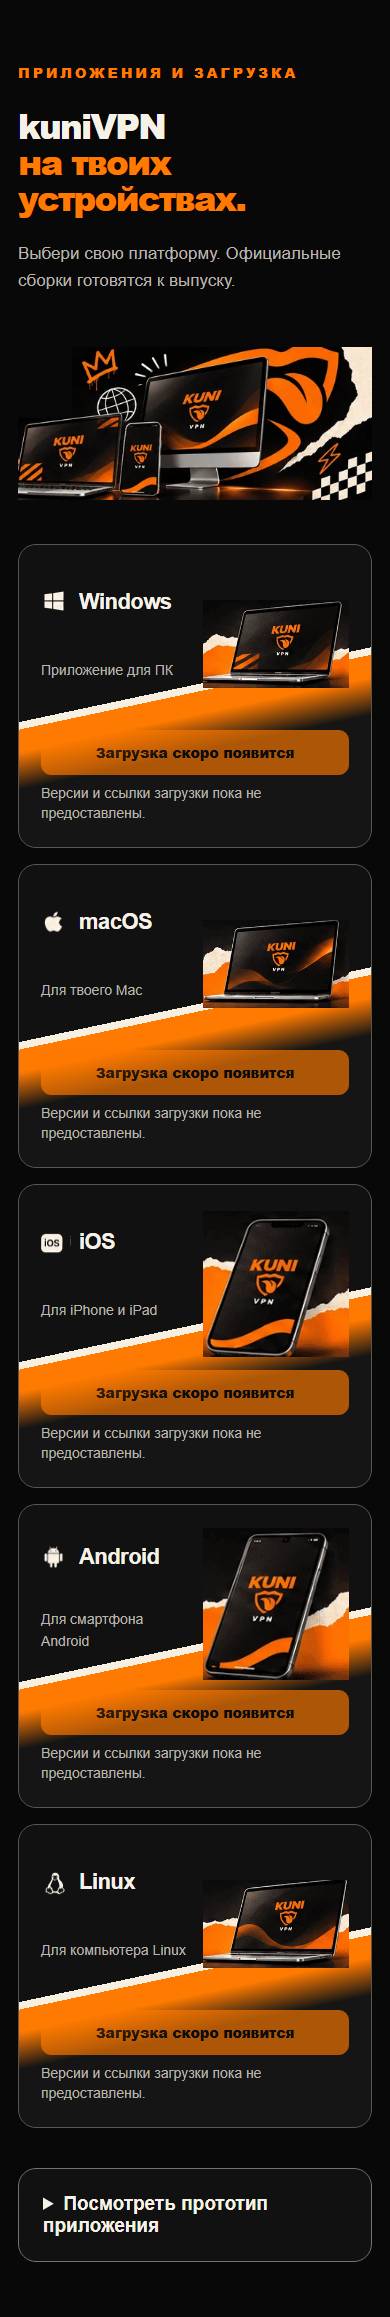 ПРИЛОЖЕНИЯ И ЗАГРУЗКА
kuniVPN
на твоих
устройствах.
Выбери свою платформу. Официальные
сборки готовятся к выпуску.
KUNI
VPN
KUNI
VPN
KUNI
VPN
Windows
KUNI
VPN
Приложение для ПК
Загрузка скоро появится
Версии и ссылки загрузки пока не
предоставлены.
macOS
KUNI
VPN
Для твоего Mac
Загрузка скоро появится
Версии и ссылки загрузки пока не
предоставлены.
iOS iOS
KUNI
VPN
Для iPhone и iPad
Загрузка скоро появится
Версии и ссылки загрузки пока не
предоставлены.
Android
KUNI
VPN
Для смартфона
Android
Загрузка скоро появится
Версии и ссылки загрузки пока не
предоставлены.
Linux
KUNI
VPN
Для компьютера Linux
Загрузка скоро появится
Версии и ссылки загрузки пока не
предоставлены.
Посмотреть прототип
приложения